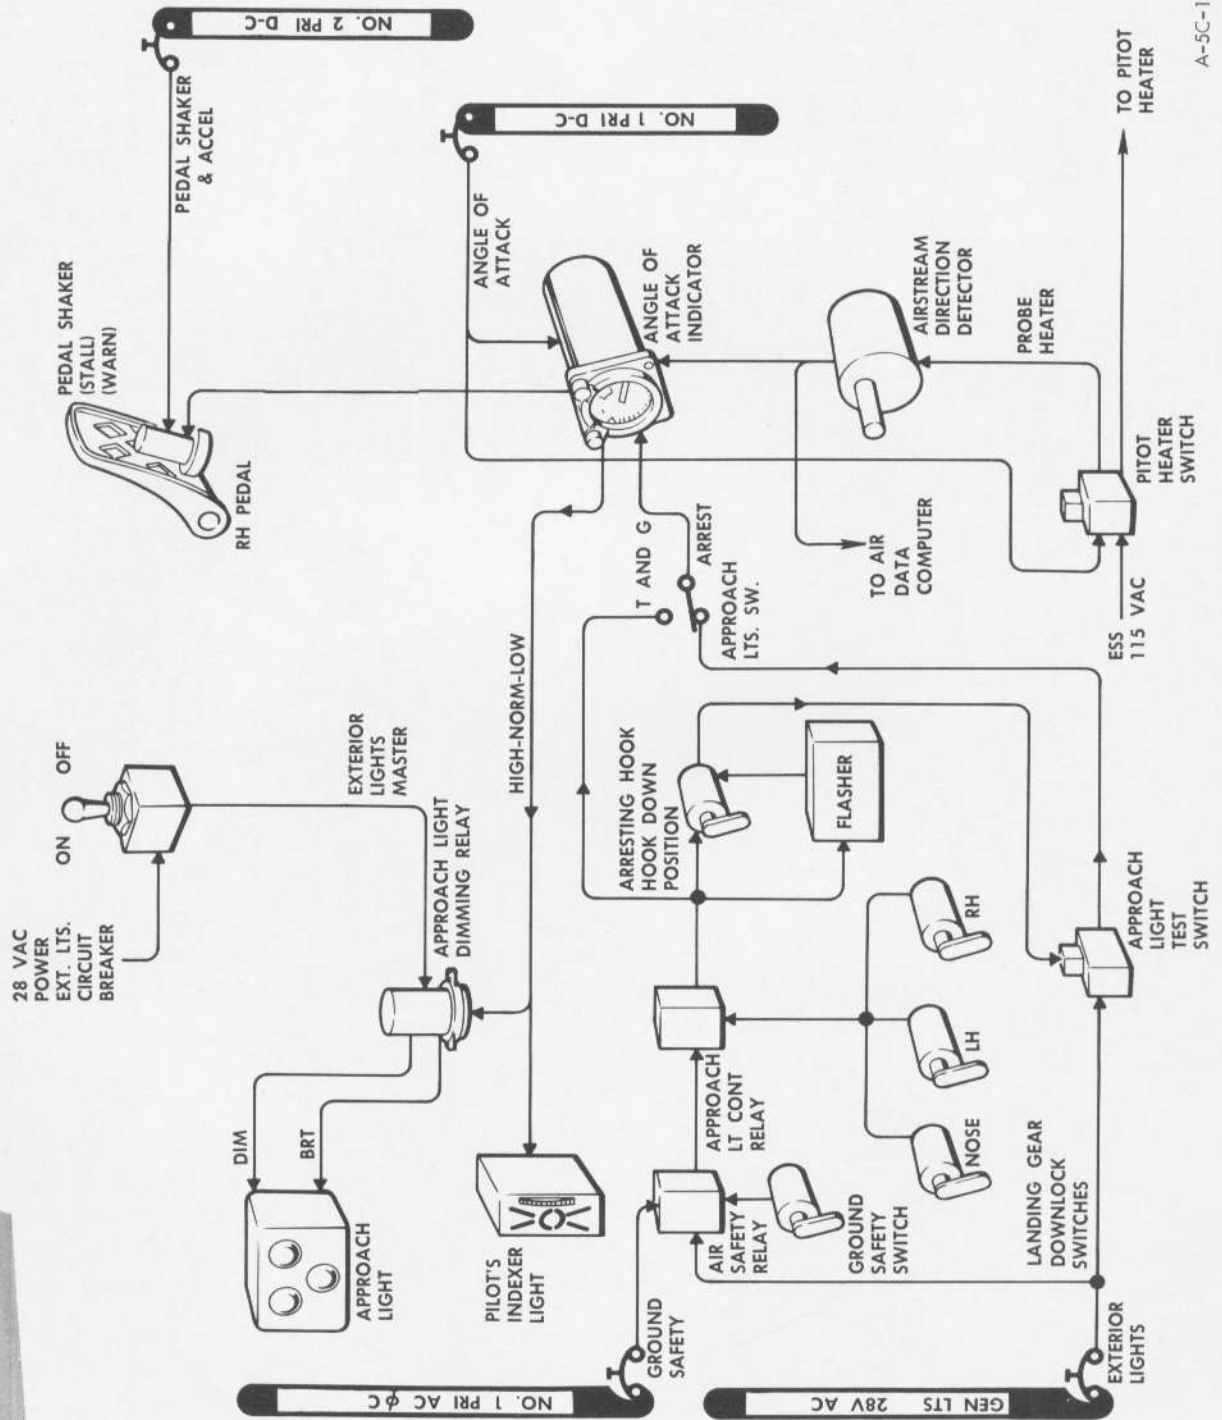 NO. 2 PRI D-C
PEDAL SHAKER
& ACCEL
PEDAL SHAKER
(STALL)
(WARN)
RH PEDAL
NO. 1 PRI D-C
ANGLE OF
ATTACK
ANGLE OF
ATTACK
INDICATOR
AIRSTREAM
DIRECTION
DETECTOR
PROBE
HEATER
TO PITOT
HEATER
PITOT
HEATER
SWITCH
ESS
115 VAC
TO AIR
DATA
COMPUTER
T AND G
ARREST
APPROACH
LTS. SW.
28 VAC
POWER
EXT. LTS.
CIRCUIT
BREAKER
ON
OFF
EXTERIOR
LIGHTS
MASTER
HIGH-NORM-LOW
APPROACH LIGHT
DIMMING RELAY
DIM
BRT
APPROACH
LIGHT
PILOT'S
INDEXER
LIGHT
ARRESTING HOOK
HOOK DOWN
POSITION
FLASHER
APPROACH
LT CONT
RELAY
AIR
SAFETY
RELAY
GROUND
SAFETY
SWITCH
NOSE
LH
RH
LANDING GEAR
DOWNLOCK
SWITCHES
APPROACH
LIGHT
TEST
SWITCH
GROUND
SAFETY
NO. 1 PRI AC ϕ C
GEN LTS 28V AC
EXTERIOR
LIGHTS
A-5C-1